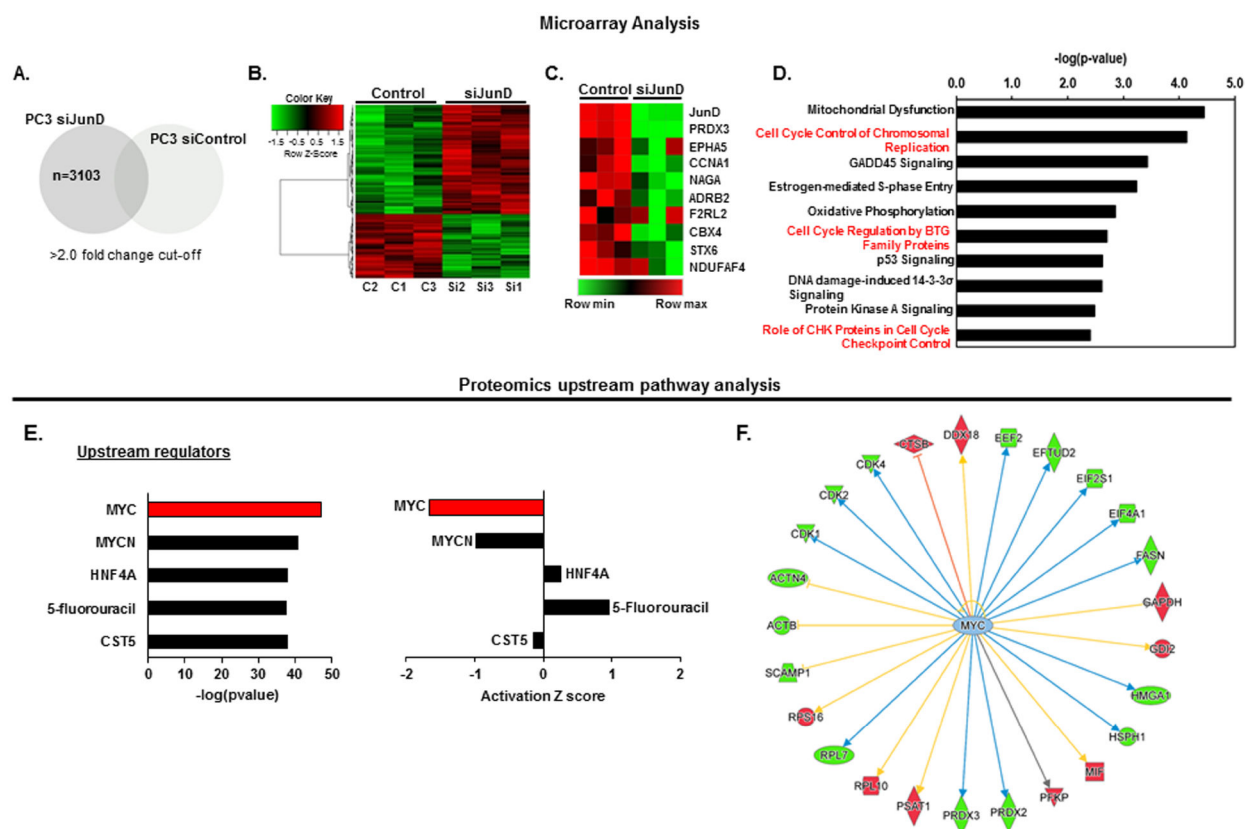 Microarray Analysis
A.
PC3 siJunD
PC3 siControl
n=3103
>2.0 fold change cut-off
B.
Color Key
-1.5 -0.5 0.5 1.5
Row Z-Score
Control siJunD
C2 C1 C3 Si2 Si3 Si1
C.
Control siJunD
JunD
PRDX3
EPHA5
CCNA1
NAGA
ADRB2
F2RL2
CBX4
STX6
NDUFAF4
Row min Row max
D.
-log(p-value)
0.0 1.0 2.0 3.0 4.0 5.0
Mitochondrial Dysfunction
Cell Cycle Control of Chromosomal
Replication
GADD45 Signaling
Estrogen-mediated S-phase Entry
Oxidative Phosphorylation
Cell Cycle Regulation by BTG
Family Proteins
p53 Signaling
DNA damage-induced 14-3-3σ
Signaling
Protein Kinase A Signaling
Role of CHK Proteins in Cell Cycle
Checkpoint Control
Proteomics upstream pathway analysis
E.
Upstream regulators
MYC
MYCN
HNF4A
5-fluorouracil
CST5
0 10 20 30 40 50
-log(pvalue)
MYC
MYCN
HNF4A
5-Fluorouracil
CST5
-2 -1 0 1 2
Activation Z score
F.
CTSB
DDX18
EEF2
EFTUD2
EIF2S1
EIF4A1
FASN
GAPDH
GDI2
HMGA1
HSPH1
MIF
PFKP
PRDX2
PRDX3
PSAT1
RPL10
RPL7
RPS16
SCAMP1
ACTB
ACTN4
CDK1
CDK2
CDK4
MYC